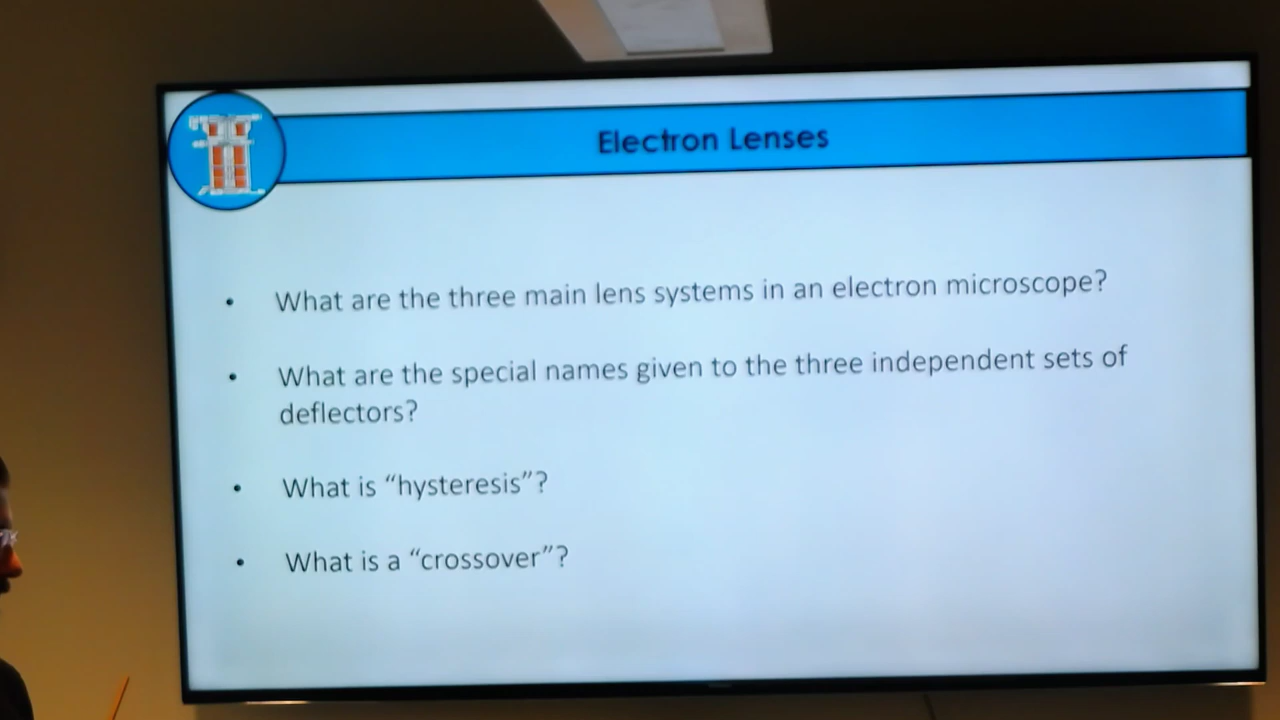 Electron Lenses
• What are the three main lens systems in an electron microscope?
• What are the special names given to the three independent sets of
deflectors?
• What is “hysteresis”?
• What is a “crossover”?